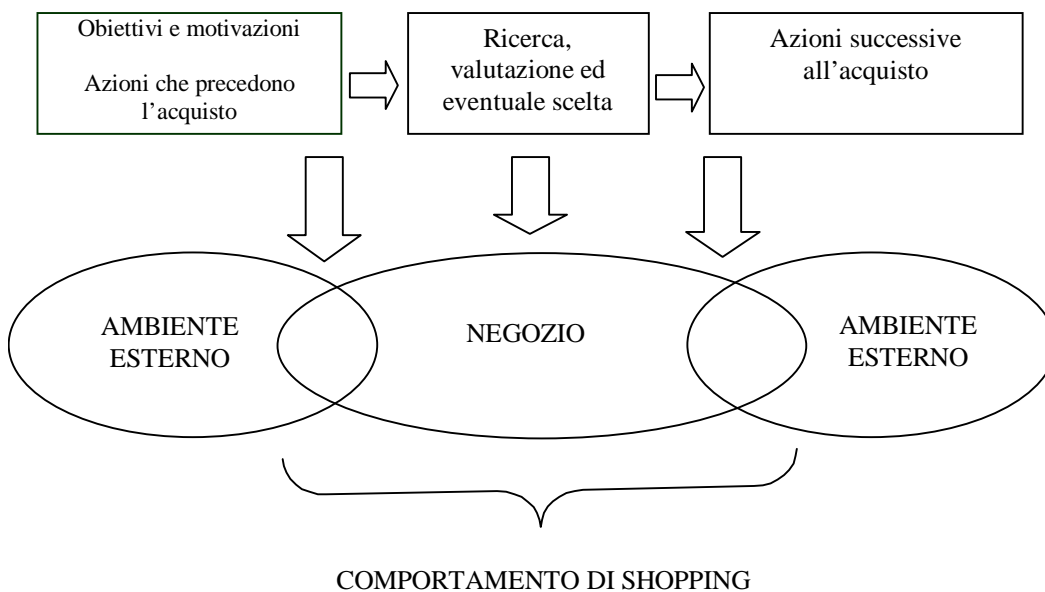 Obiettivi e motivazioni
Azioni che precedono
l'acquisto
Ricerca,
valutazione ed
eventuale scelta
Azioni successive
all'acquisto
AMBIENTE
ESTERNO
NEGOZIO
AMBIENTE
ESTERNO
COMPORTAMENTO DI SHOPPING